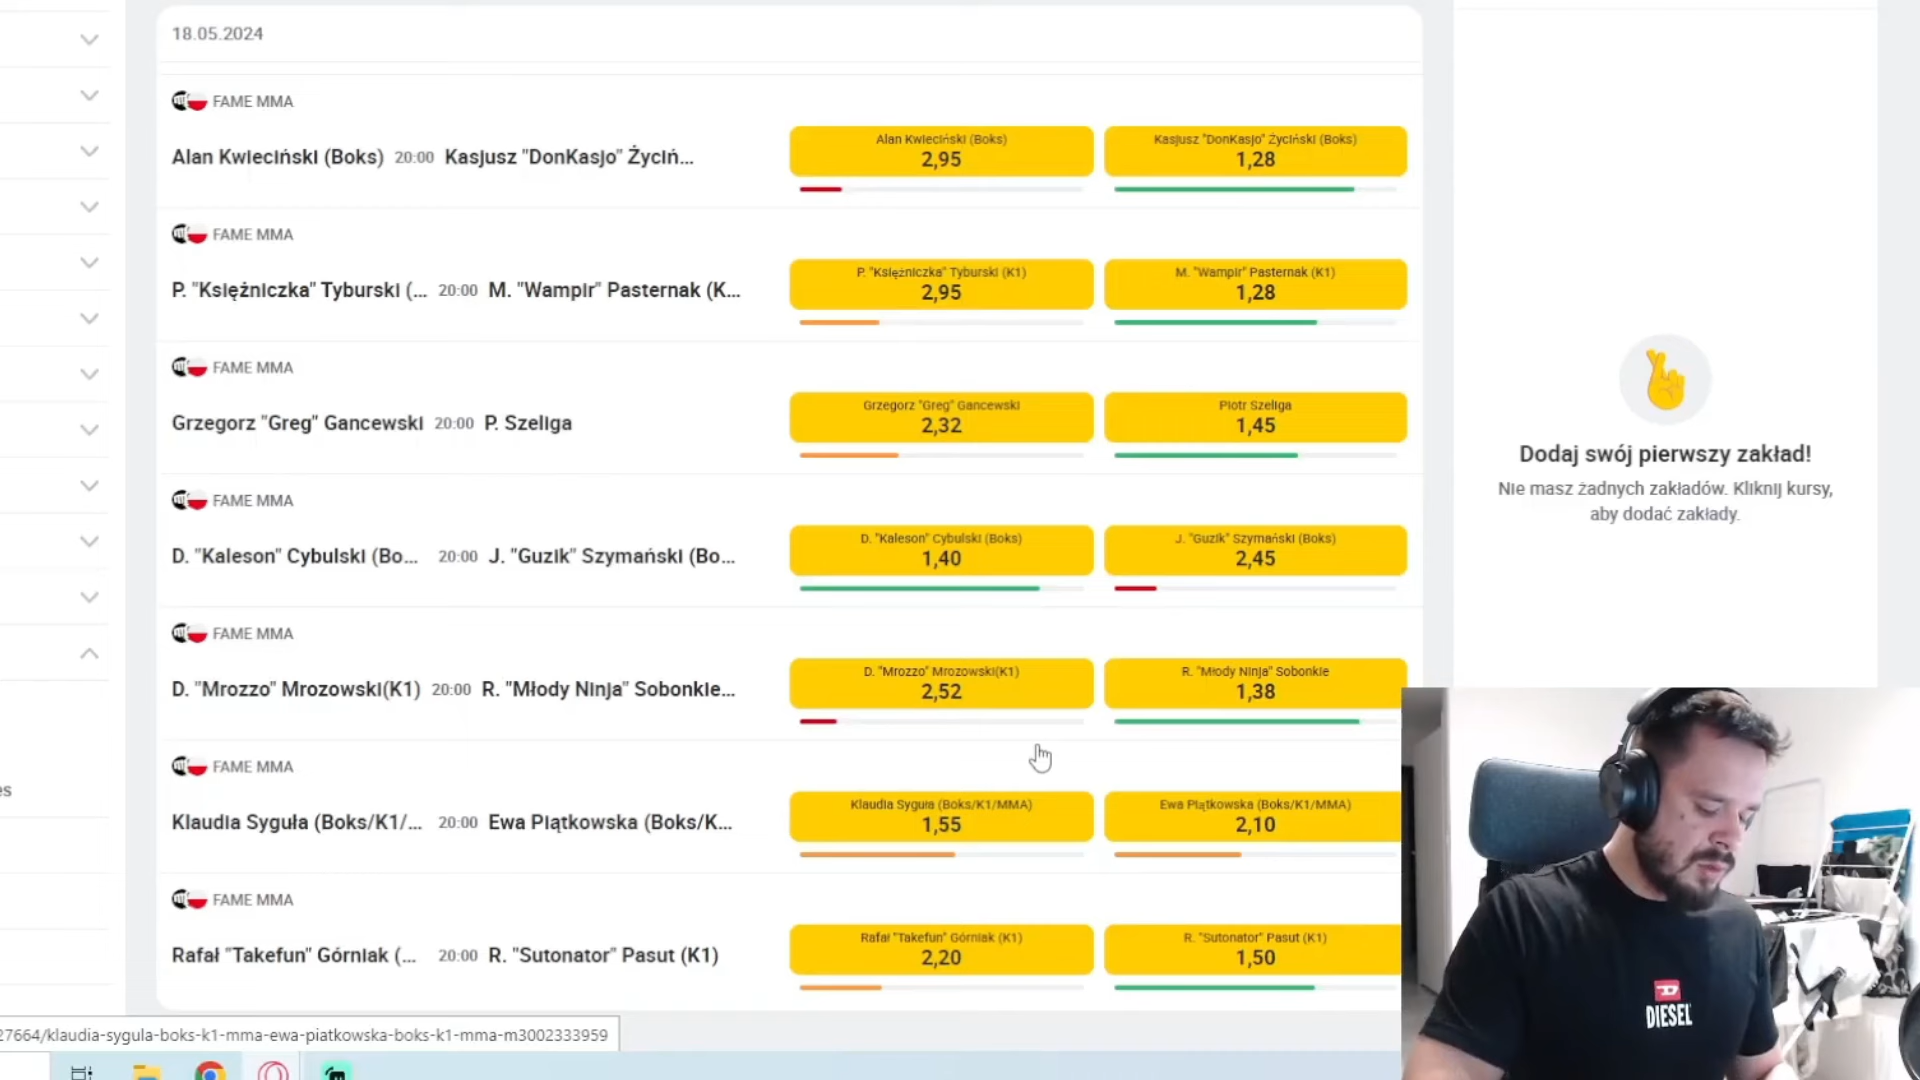 18.05.2024
FAME MMA
Alan Kwieciński (Boks) 20:00 Kasjusz "DonKasjo" Życiń...
Alan Kwieciński (Boks)
2,95
Kasjusz "DonKasjo" Życiński (Boks)
1,28
FAME MMA
P. "Księżniczka" Tyburski (... 20:00 M. "Wampir" Pasternak (K...
P. "Księżniczka" Tyburski (K1)
2,95
M. "Wampir" Pasternak (K1)
1,28
FAME MMA
Grzegorz "Greg" Gancewski 20:00 P. Szeliga
Grzegorz "Greg" Gancewski
2,32
Piotr Szeliga
1,45
FAME MMA
D. "Kaleson" Cybulski (Bo... 20:00 J. "Guzik" Szymański (Bo...
D. "Kaleson" Cybulski (Boks)
1,40
J. "Guzik" Szymański (Boks)
2,45
FAME MMA
D. "Mrozzo" Mrozowski(K1) 20:00 R. "Młody Ninja" Sobonkie...
D. "Mrozzo" Mrozowski(K1)
2,52
R. "Młody Ninja" Sobonkie
1,38
FAME MMA
Klaudia Syguła (Boks/K1/... 20:00 Ewa Piątkowska (Boks/K...
Klaudia Syguła (Boks/K1/MMA)
1,55
Ewa Piątkowska (Boks/K1/MMA)
2,10
FAME MMA
Rafał "Takefun" Górniak (... 20:00 R. "Sutonator" Pasut (K1)
Rafał "Takefun" Górniak (K1)
2,20
R. "Sutonator" Pasut (K1)
1,50
Dodaj swój pierwszy zakład!
Nie masz żadnych zakładów. Kliknij kursy,
aby dodać zakłady.
es
27664/klaudia-sygula-boks-k1-mma-ewa-piatkowska-boks-k1-mma-m3002333959
DIESEL